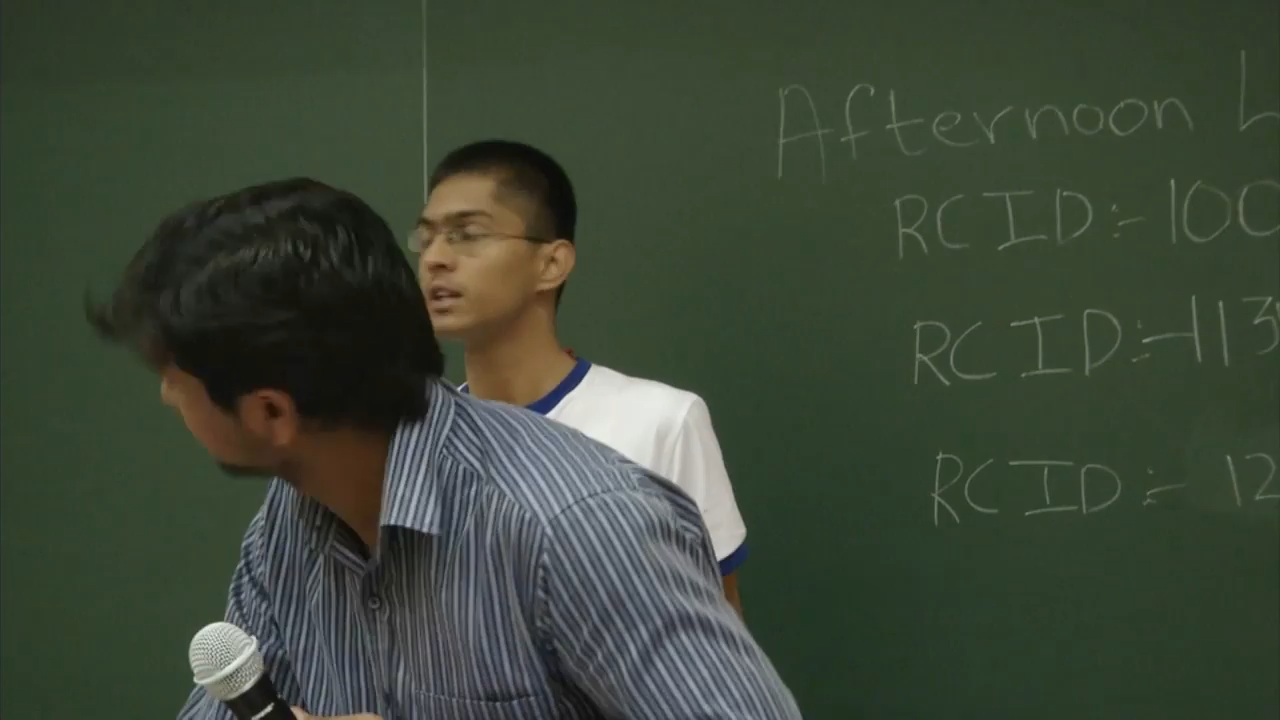 Afternoon
RCID :- 100
RCID :- 113
RCID :- 12